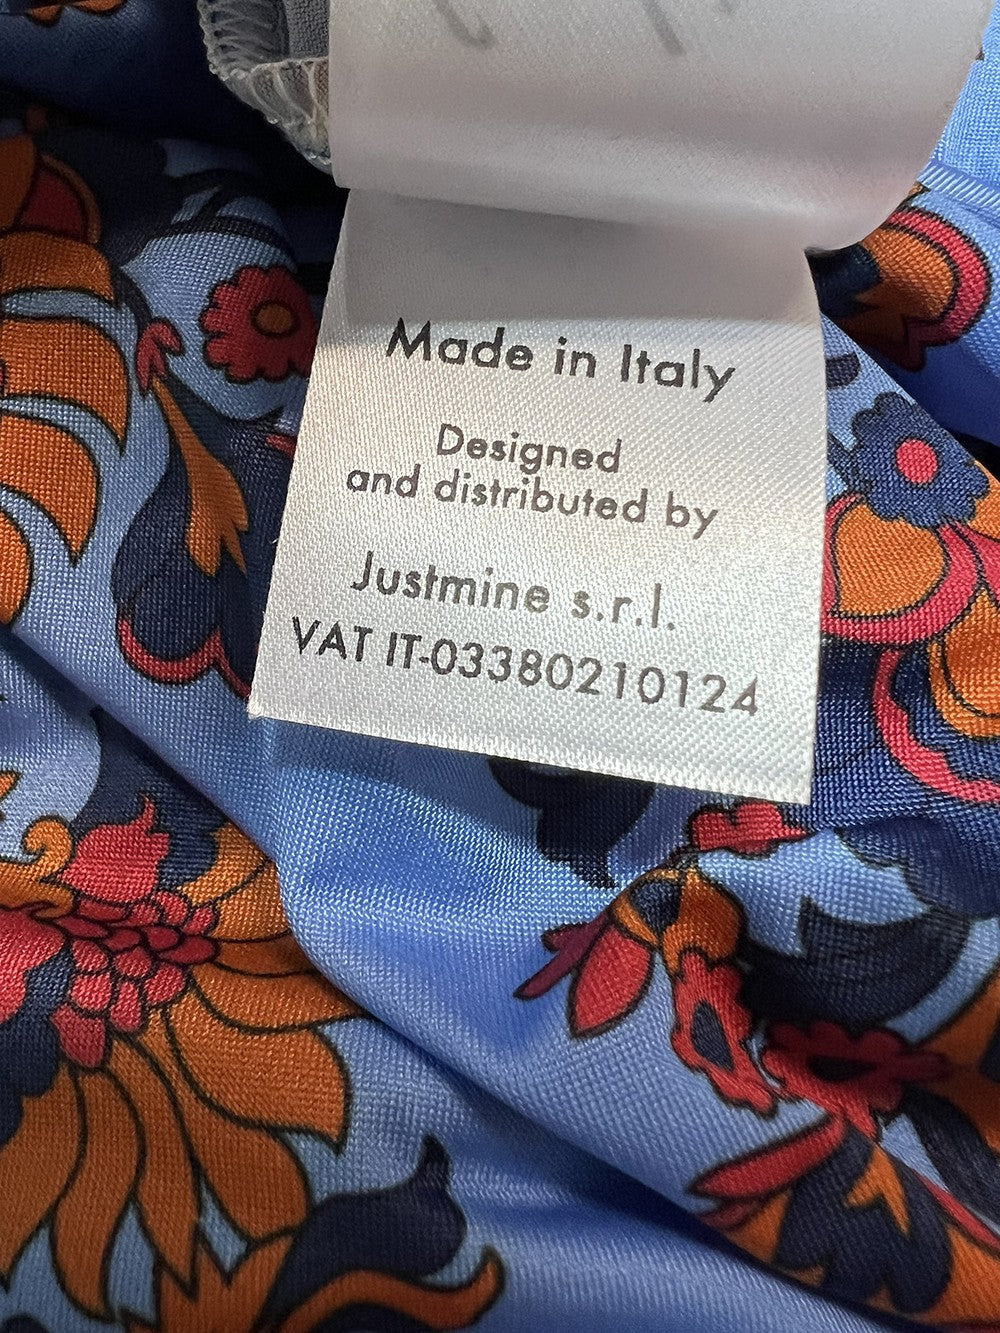 Made in Italy
Designed
and distributed by
Justmine s.r.l.
VAT IT-03380210124